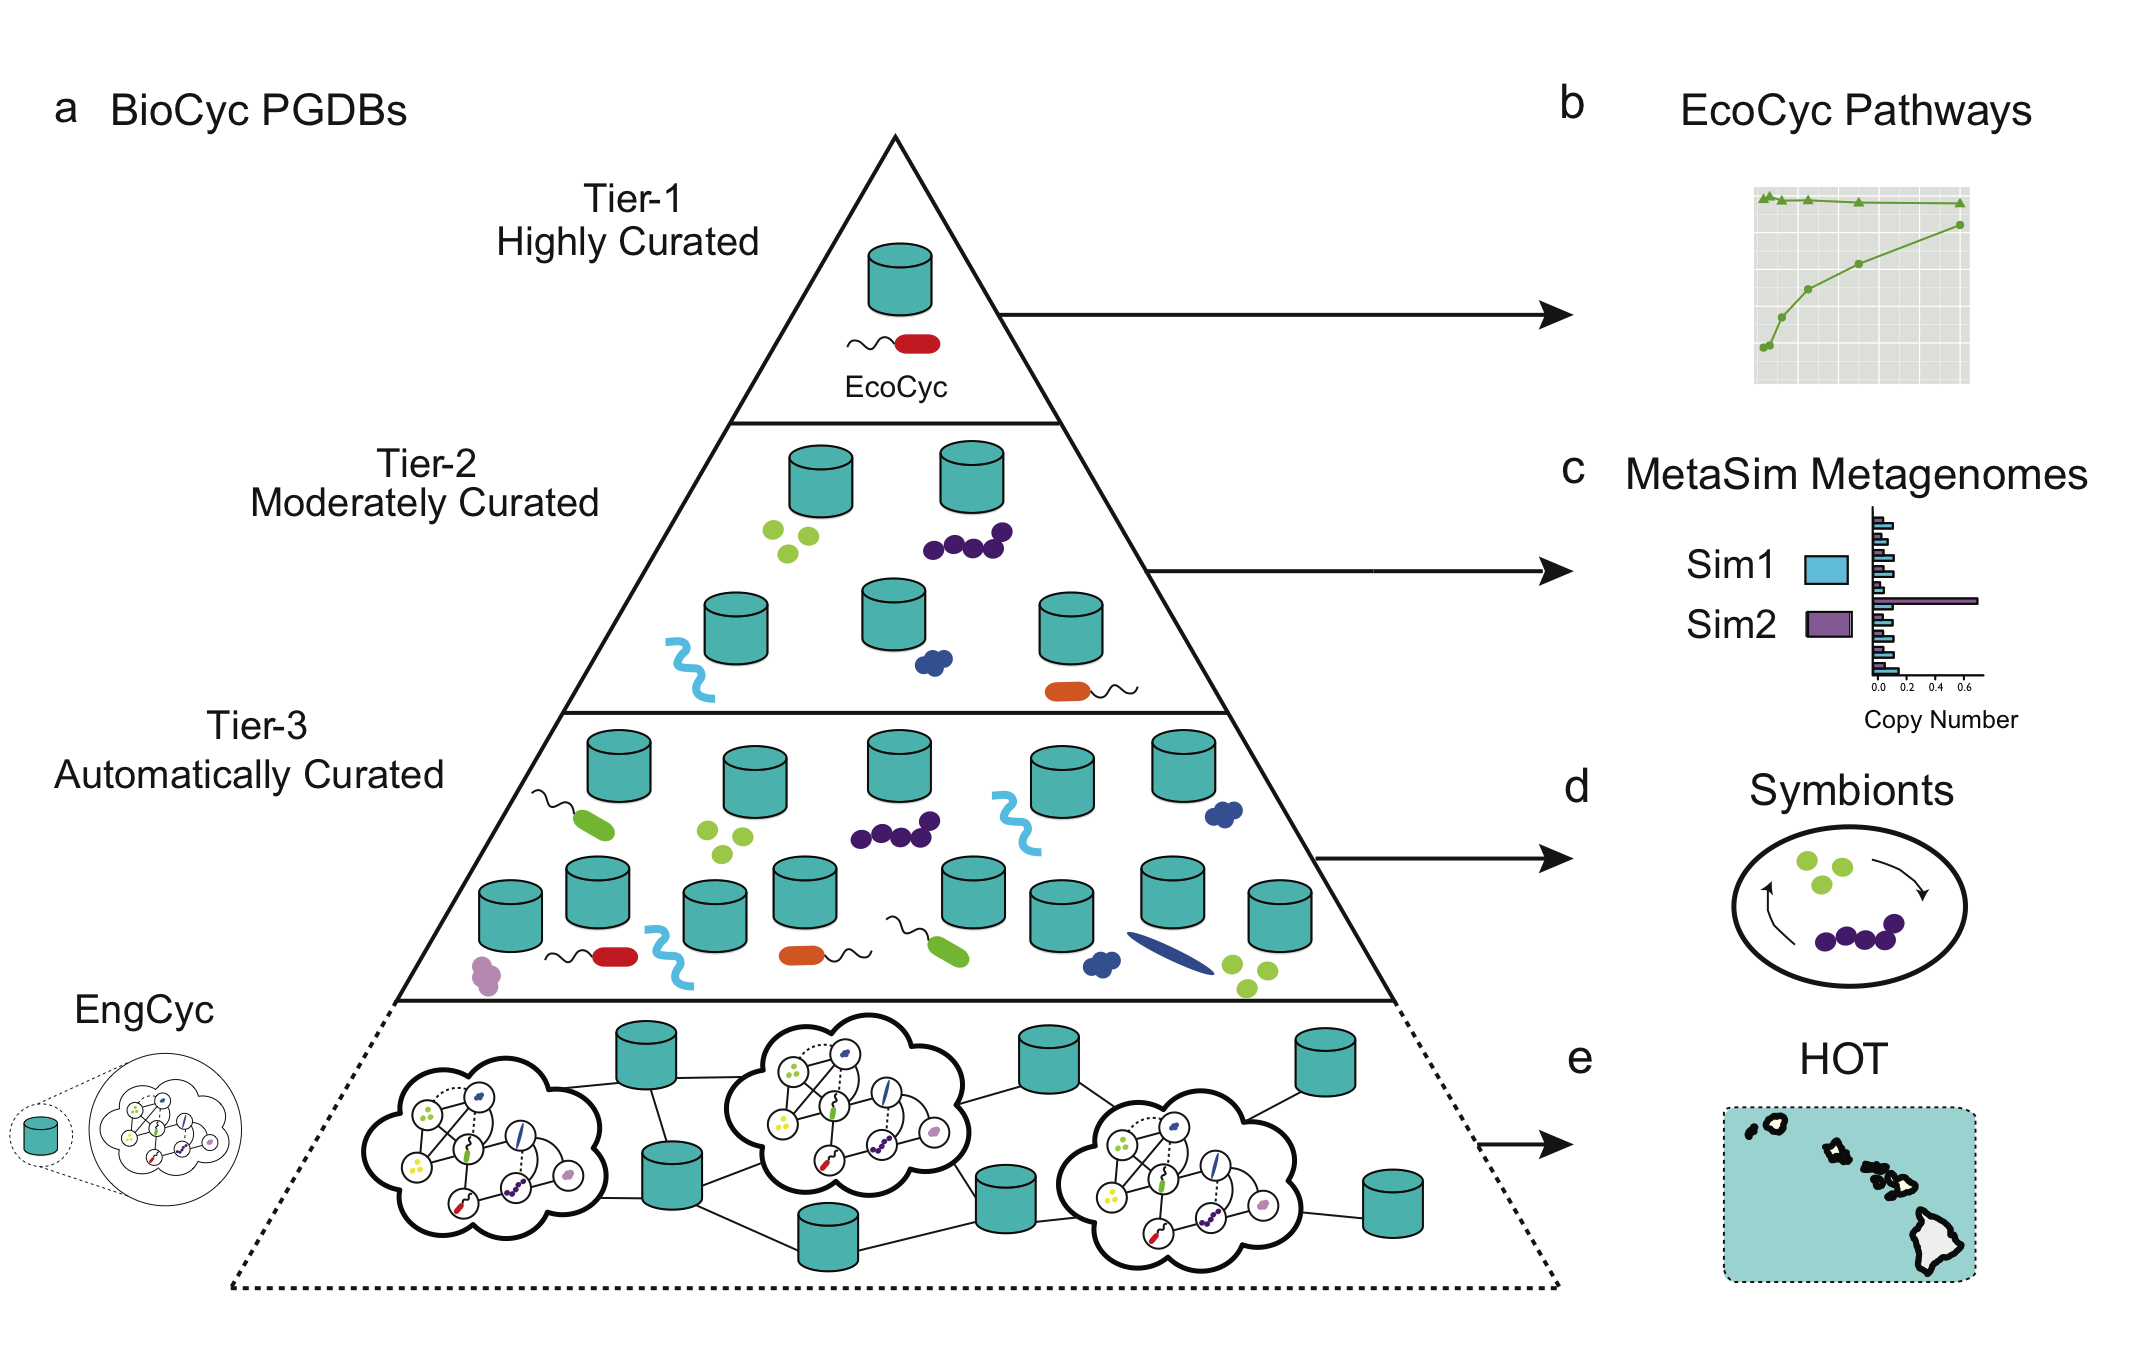 a BioCyc PGDBs
Tier-1
Highly Curated
EcoCyc
Tier-2
Moderately Curated
Tier-3
Automatically Curated
EngCyc
b EcoCyc Pathways
c MetaSim Metagenomes
Sim1
Sim2
0.0 0.2 0.4 0.6
Copy Number
d Symbionts
e HOT